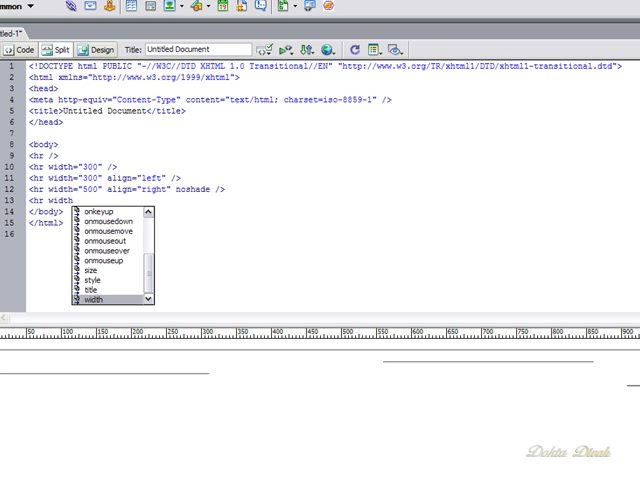 mmon
tled-1*
Code Split Design Title: Untitled Document
1 <!DOCTYPE html PUBLIC "-//W3C//DTD XHTML 1.0 Transitional//EN" "http://www.w3.org/TR/xhtml1/DTD/xhtml1-transitional.dtd">
2 <html xmlns="http://www.w3.org/1999/xhtml">
3 <head>
4 <meta http-equiv="Content-Type" content="text/html; charset=iso-8859-1" />
5 <title>Untitled Document</title>
6 </head>
7
8 <body>
9 <hr />
10 <hr width="300" />
11 <hr width="300" align="left" />
12 <hr width="500" align="right" noshade />
13 <hr width
14 </body>
15 </html>
16
onkeyup
onmousedown
onmousemove
onmouseout
onmouseover
onmouseup
size
style
title
width
50 100 150 200 250 300 350 400 450 500 550 600 650 700 750 800 850 900
Dokta Dinah